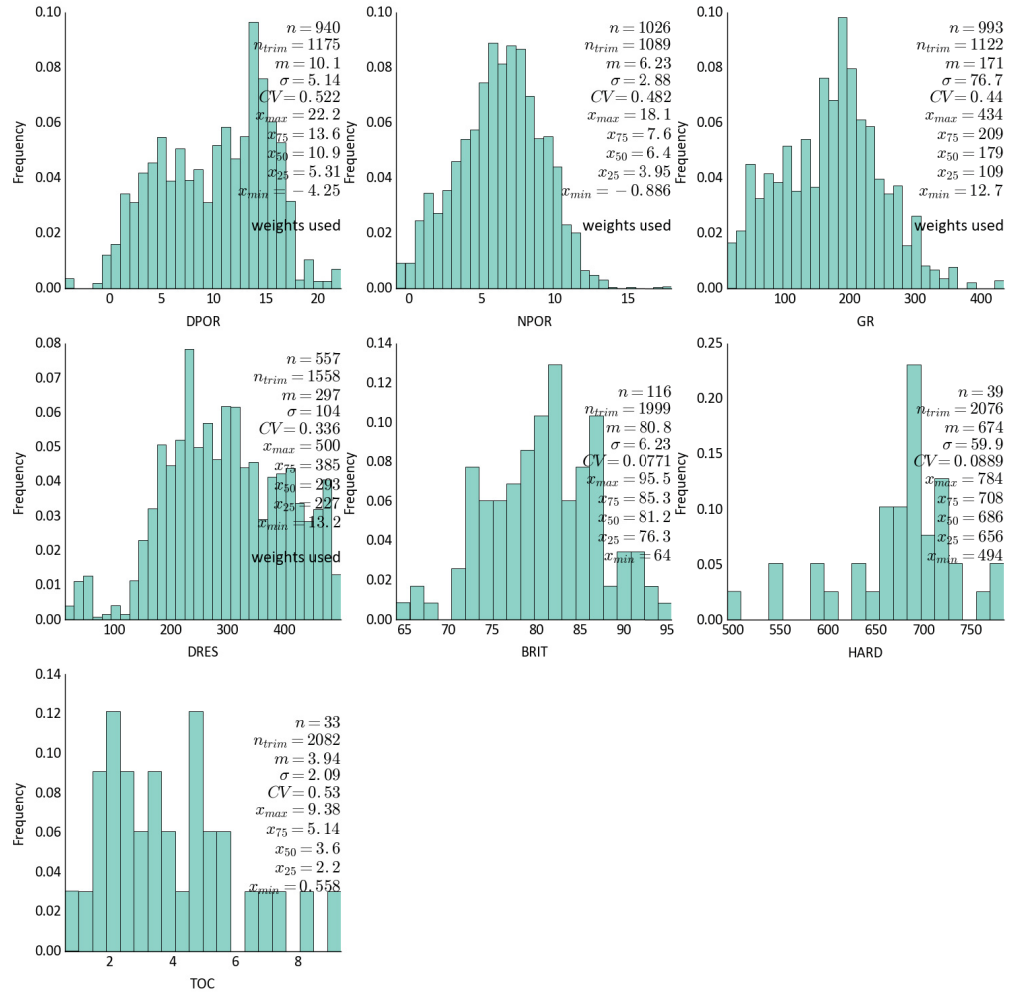 0.10
0.08
0.06
0.04
0.02
0.00
Frequency
0
5
10
15
20
DPOR
n = 940
n_trim = 1175
m = 10.1
σ = 5.14
CV = 0.522
x_max = 22.2
x_75 = 13.6
x_50 = 10.9
x_25 = 5.31
x_min = −4.25
weights used
0.10
0.08
0.06
0.04
0.02
0.00
Frequency
0
5
10
15
NPOR
n = 1026
n_trim = 1089
m = 6.23
σ = 2.88
CV = 0.482
x_max = 18.1
x_75 = 7.6
x_50 = 6.4
x_25 = 3.95
x_min = −0.886
weights used
0.10
0.08
0.06
0.04
0.02
0.00
Frequency
100
200
300
400
GR
n = 993
n_trim = 1122
m = 171
σ = 76.7
CV = 0.44
x_max = 434
x_75 = 209
x_50 = 179
x_25 = 109
x_min = 12.7
weights used
0.08
0.07
0.06
0.05
0.04
0.03
0.02
0.01
0.00
Frequency
100
200
300
400
DRES
n = 557
n_trim = 1558
m = 297
σ = 104
CV = 0.336
x_max = 500
x_75 = 385
x_50 = 293
x_25 = 227
x_min = 13.2
weights used
0.14
0.12
0.10
0.08
0.06
0.04
0.02
0.00
Frequency
65
70
75
80
85
90
95
BRIT
n = 116
n_trim = 1999
m = 80.8
σ = 6.23
CV = 0.0771
x_max = 95.5
x_75 = 85.3
x_50 = 81.2
x_25 = 76.3
x_min = 64
0.25
0.20
0.15
0.10
0.05
0.00
Frequency
500
550
600
650
700
750
HARD
n = 39
n_trim = 2076
m = 674
σ = 59.9
CV = 0.0889
x_max = 784
x_75 = 708
x_50 = 686
x_25 = 656
x_min = 494
0.14
0.12
0.10
0.08
0.06
0.04
0.02
0.00
Frequency
2
4
6
8
TOC
n = 33
n_trim = 2082
m = 3.94
σ = 2.09
CV = 0.53
x_max = 9.38
x_75 = 5.14
x_50 = 3.6
x_25 = 2.2
x_min = 0.558